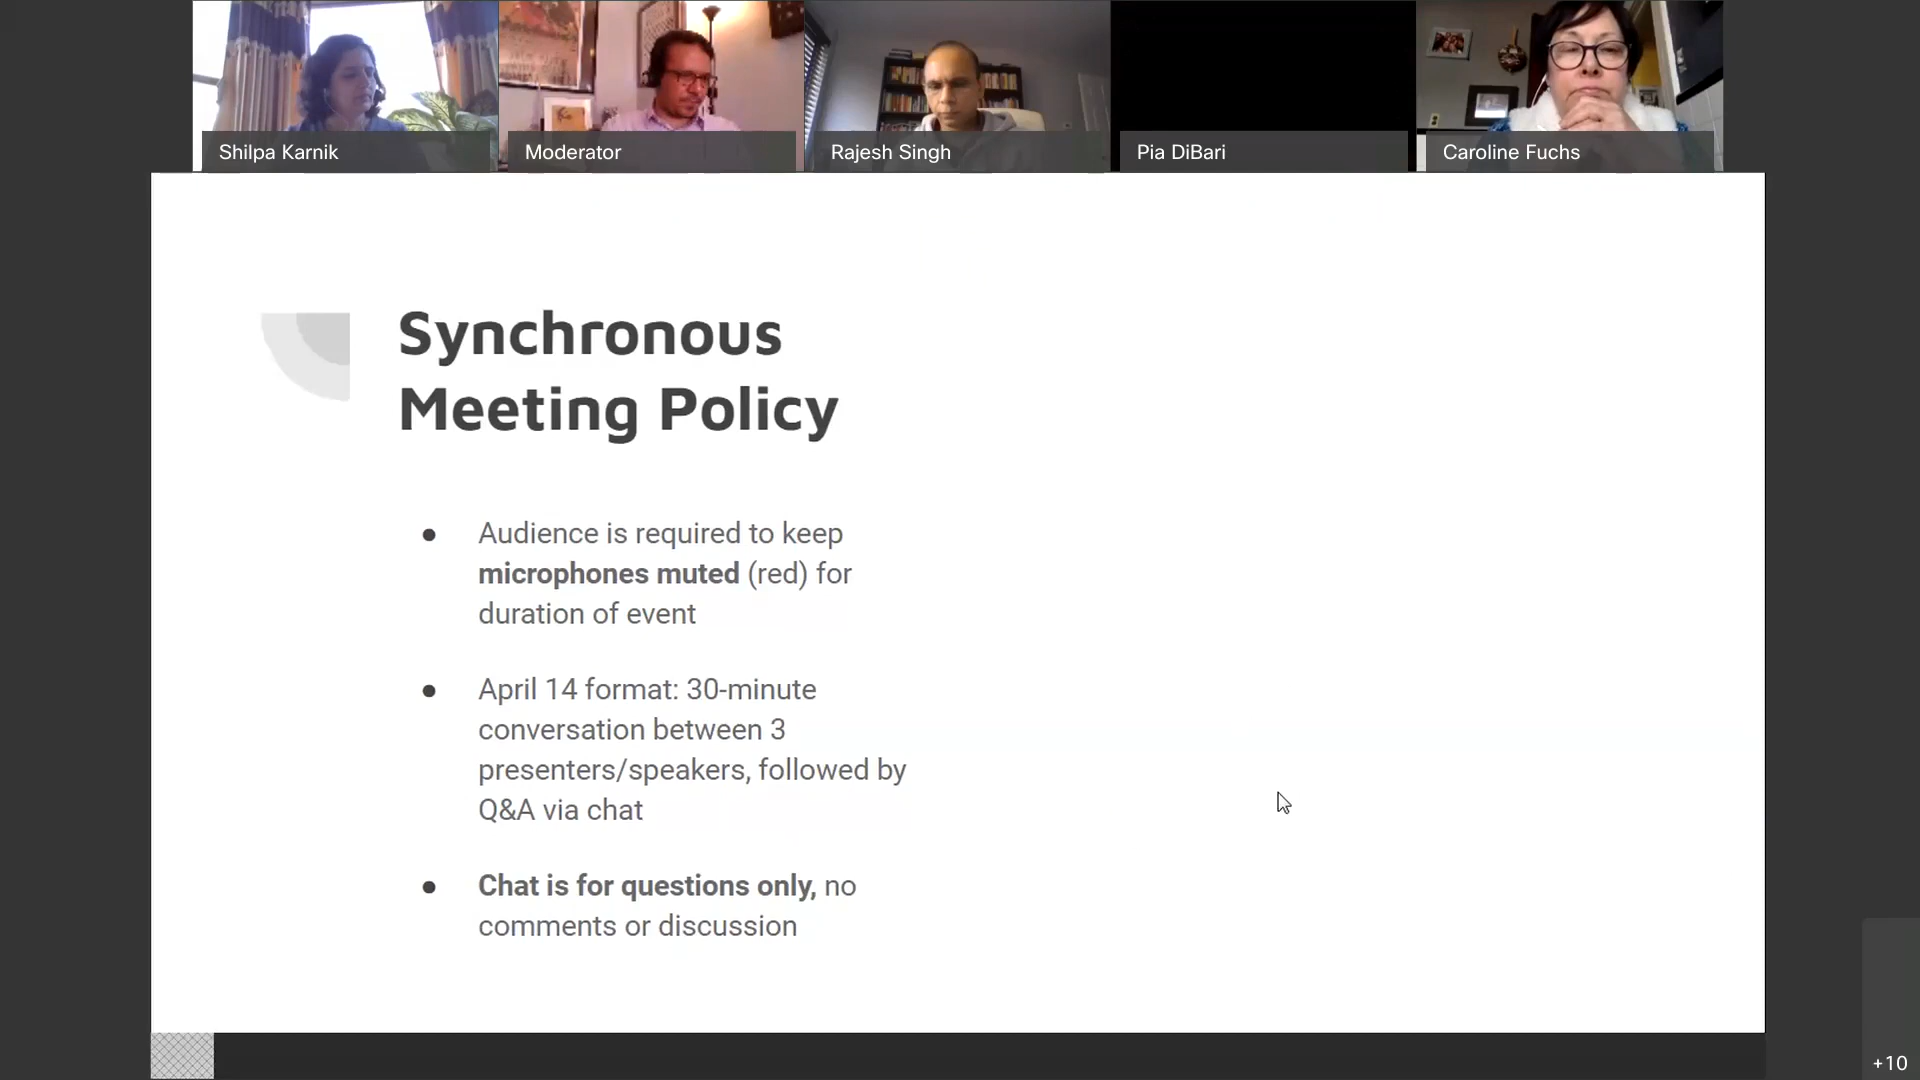 Shilpa Karnik
Moderator
Rajesh Singh
Pia DiBari
Caroline Fuchs
Synchronous
Meeting Policy
● Audience is required to keep
microphones muted (red) for
duration of event
● April 14 format: 30-minute
conversation between 3
presenters/speakers, followed by
Q&A via chat
● Chat is for questions only, no
comments or discussion
+10